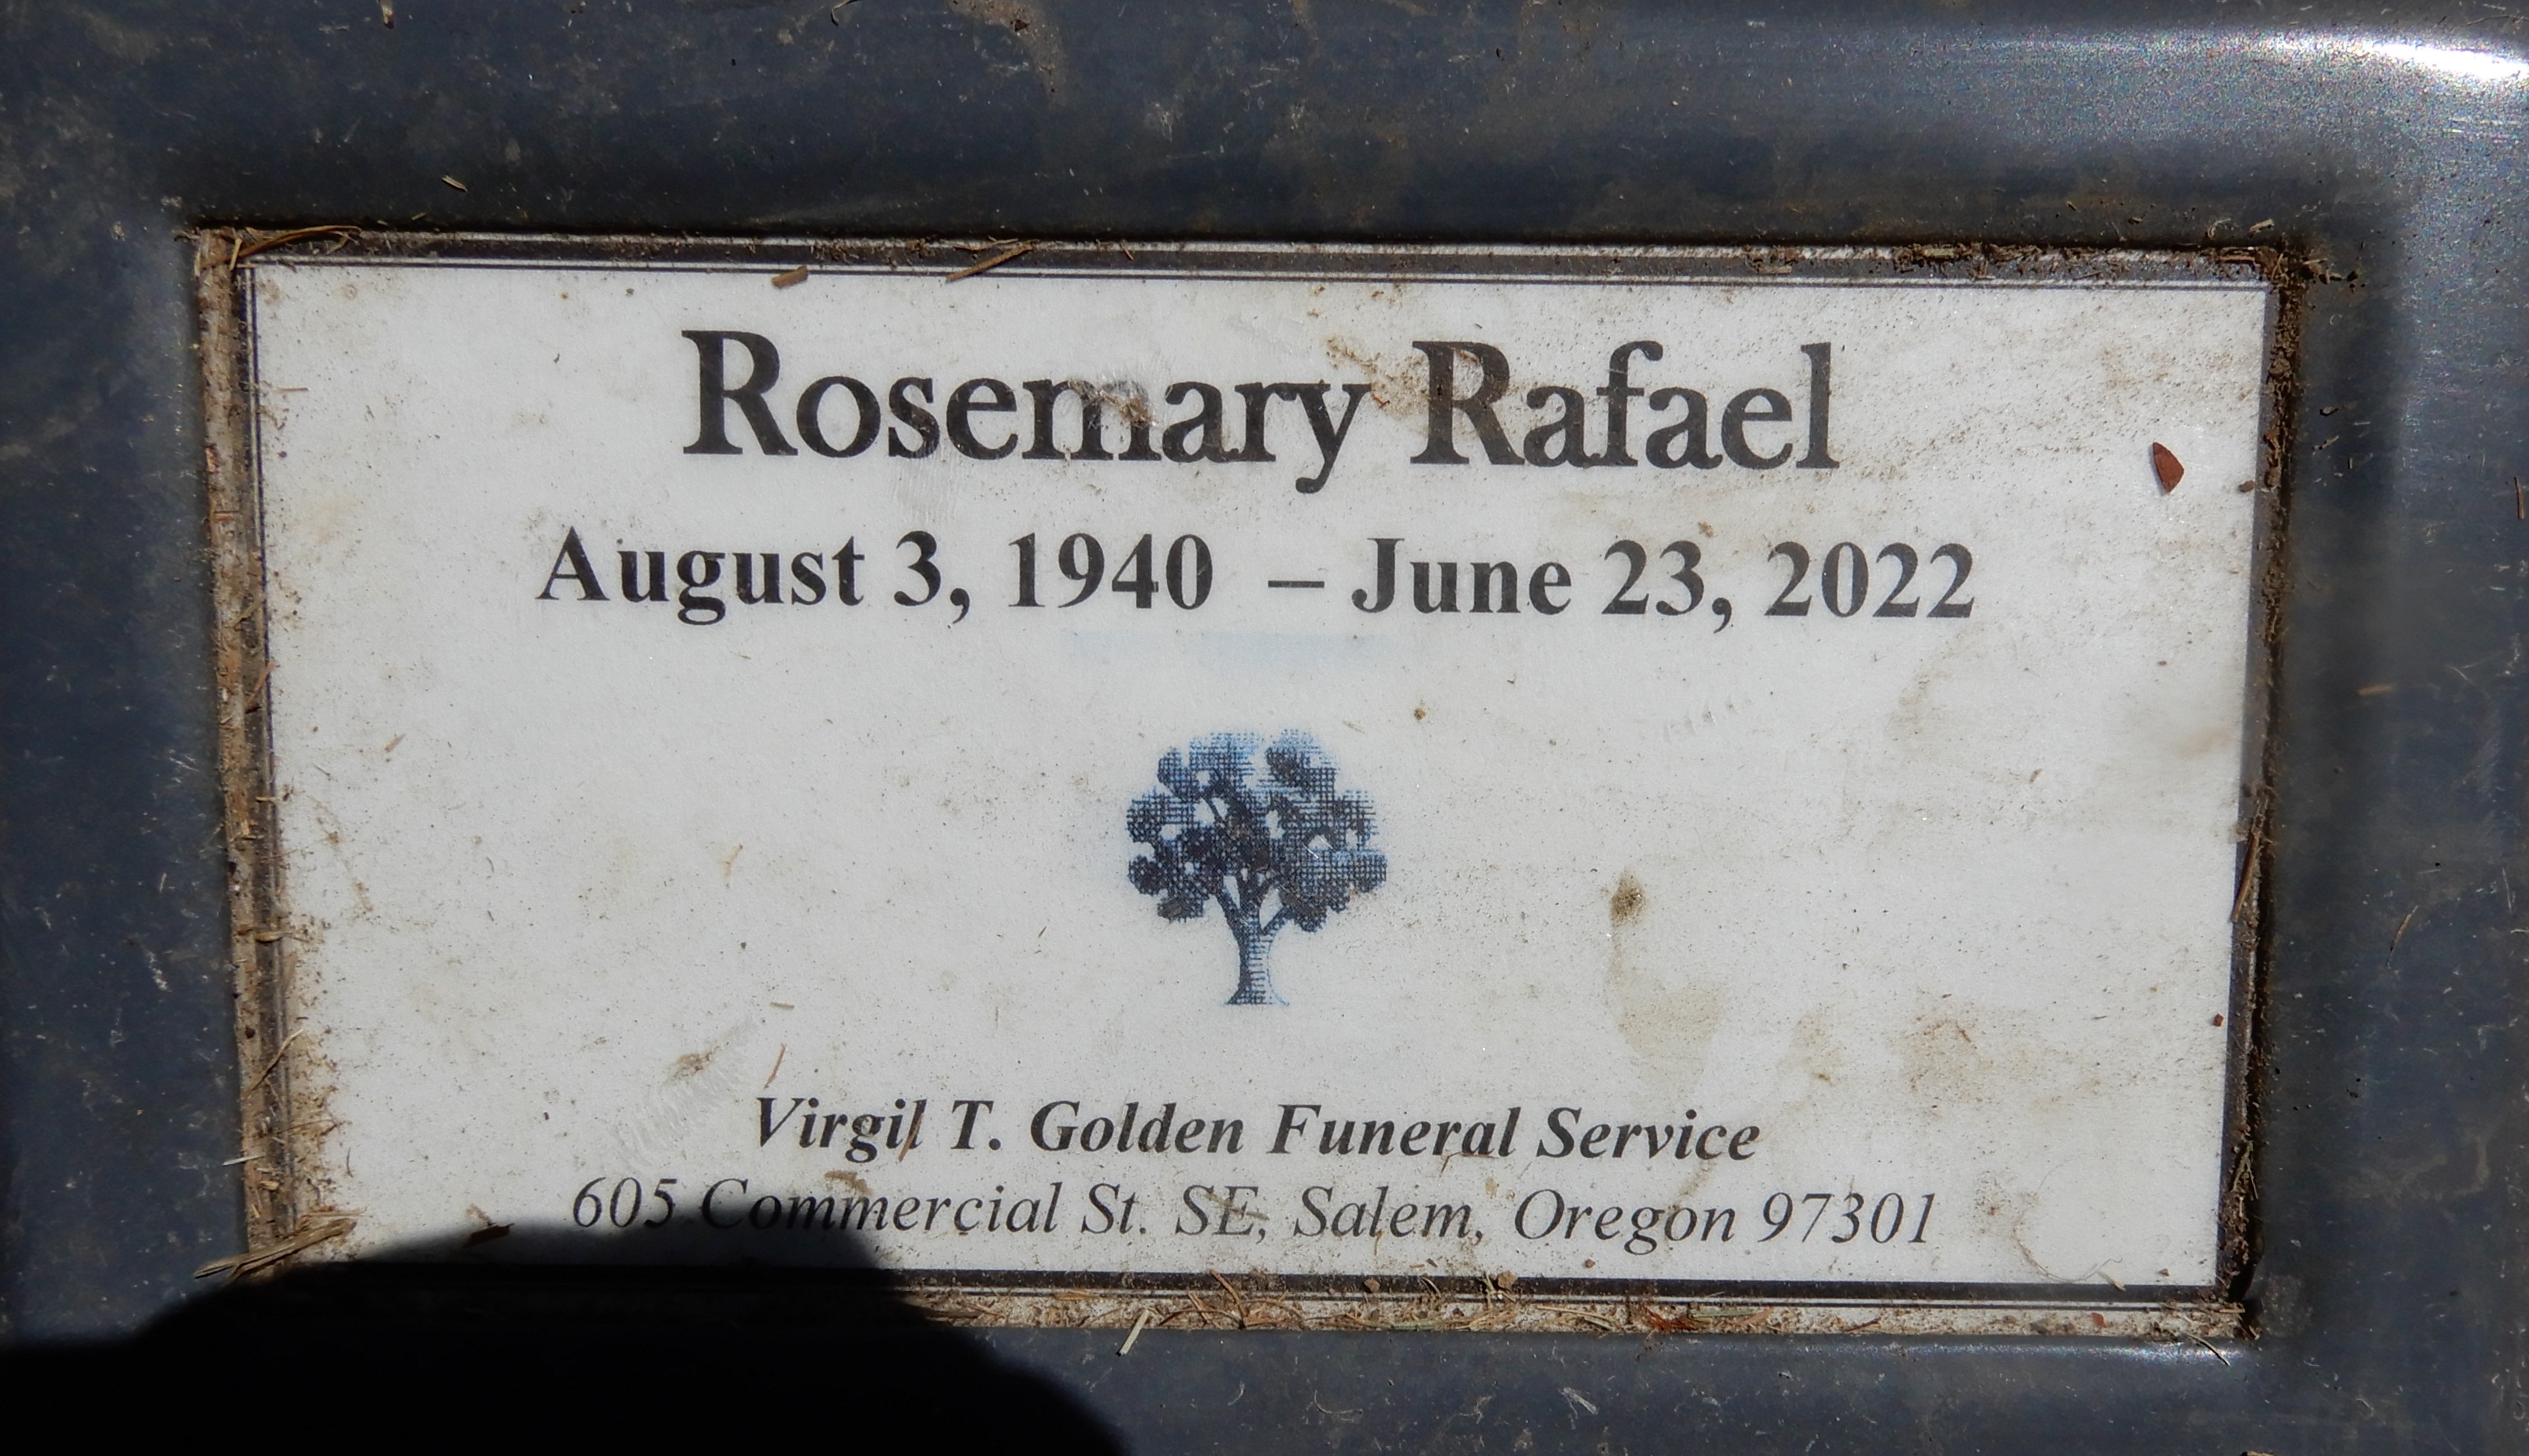 Rosemary Rafael
August 3, 1940 – June 23, 2022
Virgil T. Golden Funeral Service
605 Commercial St. SE, Salem, Oregon 97301